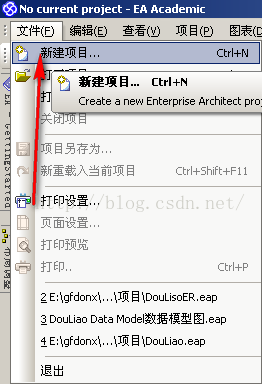 No current project - EA Academic
文件(F) 编辑(E) 查看(V) 项目(P) 图
新建项目... Ctrl+N
打
新建项目... Ctrl+N
Create a new Enterprise Architect proj
打
关闭项目
项目另存为...
重新载入当前项目 Ctrl+Shift+F11
打印设置...
http://blog.csdn.net/
页面设置...
打印预览
打印.. Ctrl+P
2 E:\gfdonx\...\项目\DouLisoER.eap
3 DouLiao Data Model数据模型图.eap
4 E:\gfdonx\...\项目\DouLiao.eap
退出